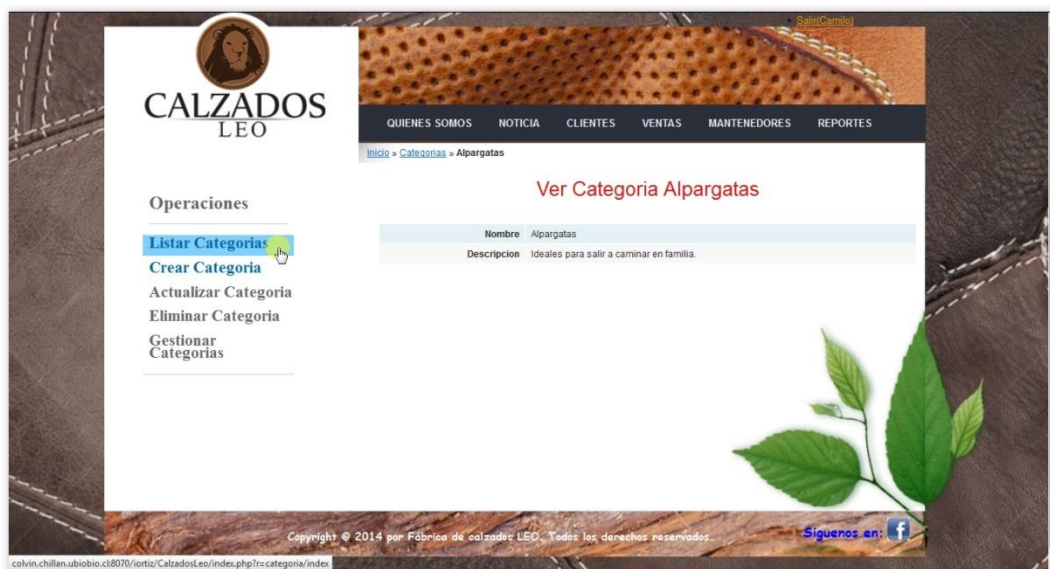 Salir(Camilo)
CALZADOS
LEO
QUIENES SOMOS NOTICIA CLIENTES VENTAS MANTENEDORES REPORTES
Inicio » Categorias » Alpargatas
Ver Categoria Alpargatas
Operaciones
Nombre Alpargatas
Descripcion Ideales para salir a caminar en familia.
Listar Categorias
Crear Categoria
Actualizar Categoria
Eliminar Categoria
Gestionar
Categorias
Copyright © 2014 por Fábrica de calzados LEO. Todos los derechos reservados.
Siguenos en:
colvin.chillan.ubiobio.cl:8070/iortiz/CalzadosLeo/index.php?r=categoria/index